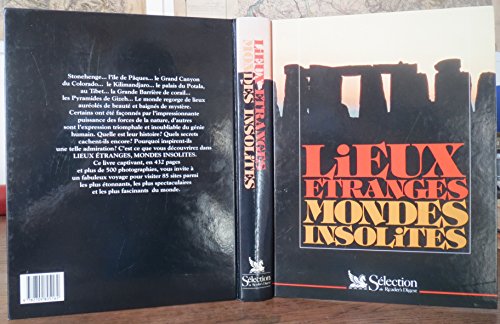 Stonehenge... l'île de Pâques... le Grand Canyon
du Colorado... le Kilimandjaro... le palais du Potala,
au Tibet... la Grande Barrière de corail...
les Pyramides de Gizeh... Le monde regorge de lieux
auréolés de beauté et baignés de mystère.
Certains ont été façonnés par l'impressionnante
puissance des forces de la nature, d'autres
sont l'expression triomphale et inoubliable du génie
humain. Quelle est leur histoire? Quels secrets
cachent-ils encore? Pourquoi inspirent-ils
une telle admiration? C'est ce que vous découvrirez dans
LIEUX ÉTRANGES, MONDES INSOLITES.
Ce livre captivant, en 432 pages
et plus de 500 photographies, vous invite à
un fabuleux voyage pour visiter 85 sites parmi
les plus étonnants, les plus spectaculaires
et les plus fascinants du monde.
LIEUX ETRANGES
MONDES INSOLITES
Sélection
du Reader's Digest
LiEUX
ETRANGES
MONDES
INSOLiTES
Sélection
du Reader's Digest